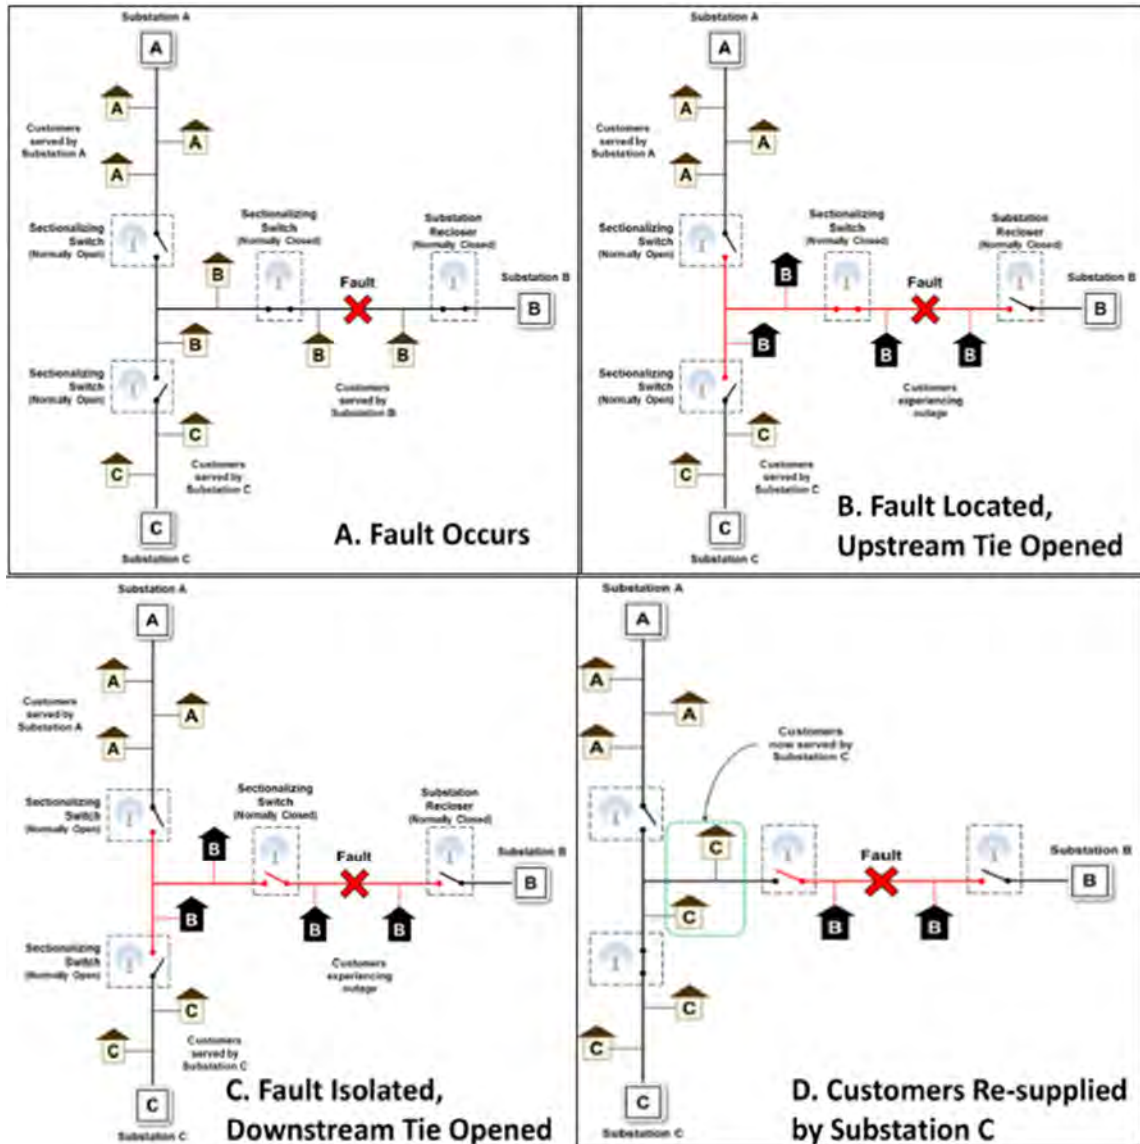 Substation A
A
A
Customers
served by
Substation A
A
A
Sectionalizing
Switch
(Normally Open)
Sectionalizing
Switch
(Normally Closed)
Substation
Recloser
(Normally Closed)
B
Fault
Substation B
B
B
B
B
Sectionalizing
Switch
(Normally Open)
Customers
served by
Substation B
C
C
Customers
served by
Substation C
C
Substation C
A. Fault Occurs
Substation A
A
A
Customers
served by
Substation A
A
A
Sectionalizing
Switch
(Normally Open)
Sectionalizing
Switch
(Normally Closed)
Substation
Recloser
(Normally Closed)
B
Fault
Substation B
B
B
B
B
Sectionalizing
Switch
(Normally Open)
Customers
experiencing
outage
C
C
Customers
served by
Substation C
C
Substation C
B. Fault Located,
Upstream Tie Opened
Substation A
A
A
Customers
served by
Substation A
A
A
Sectionalizing
Switch
(Normally Open)
Sectionalizing
Switch
(Normally Closed)
Substation
Recloser
(Normally Closed)
B
Fault
Substation B
B
B
B
B
Sectionalizing
Switch
(Normally Open)
Customers
experiencing
outage
C
C
Customers
served by
Substation C
C
Substation C
C. Fault Isolated,
Downstream Tie Opened
Substation A
A
A
A
A
Customers
now served by
Substation C
C
Fault
Substation B
B
C
B
B
C
C
C
Substation C
D. Customers Re-supplied
by Substation C